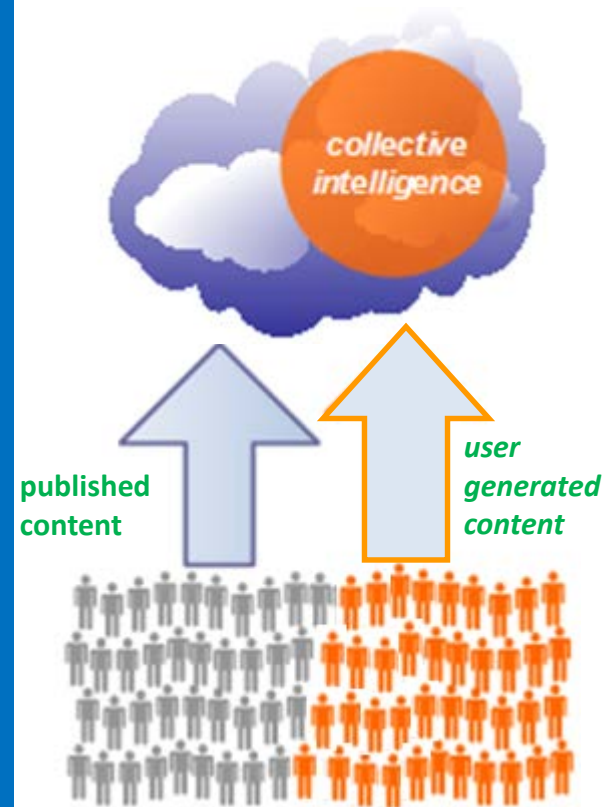 collective
intelligence
published
content
user
generated
content